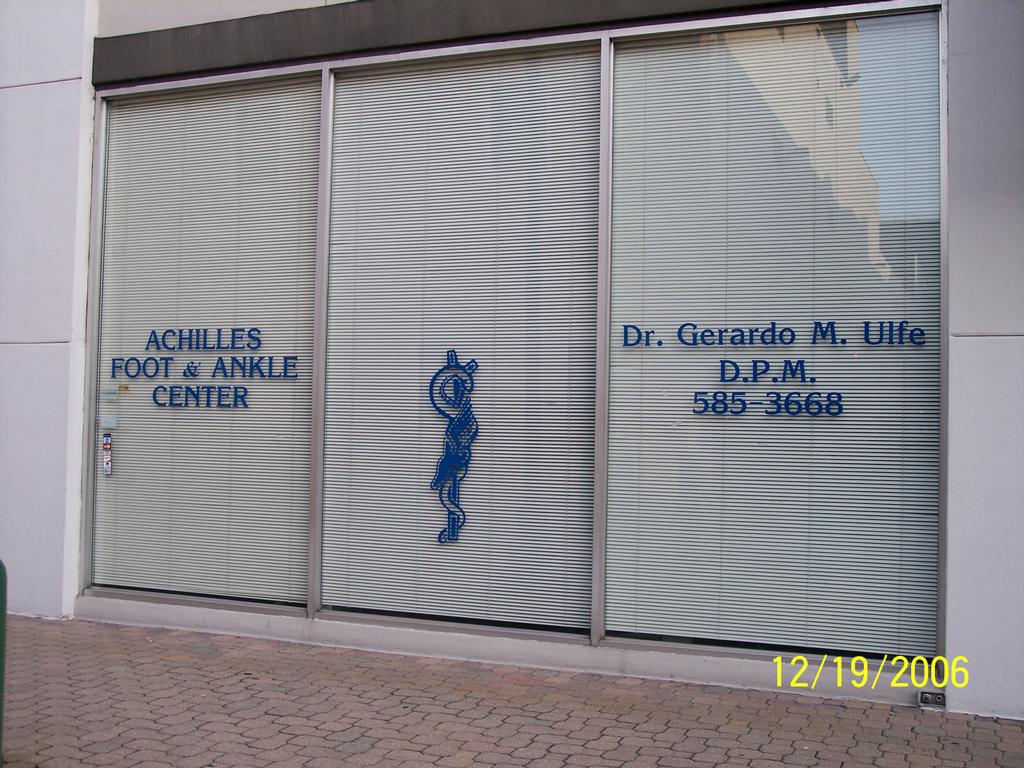 ACHILLES
FOOT & ANKLE
CENTER
Dr. Gerardo M. Ulfe
D.P.M.
585-3668
12/19/2006